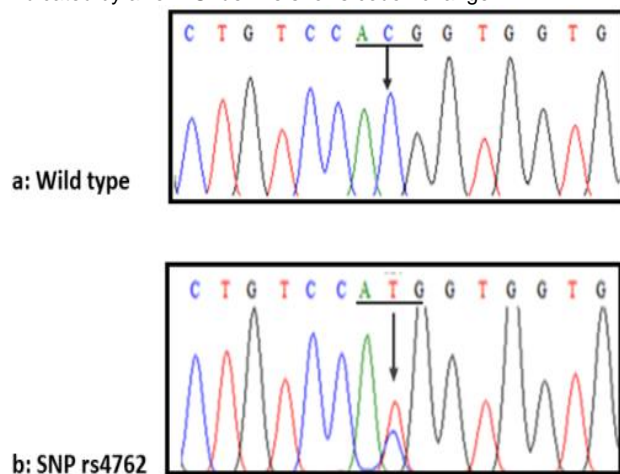 C T G T C C A C G G T G G T G
a: Wild type
C T G T C C A T G G T G G T G
b: SNP rs4762